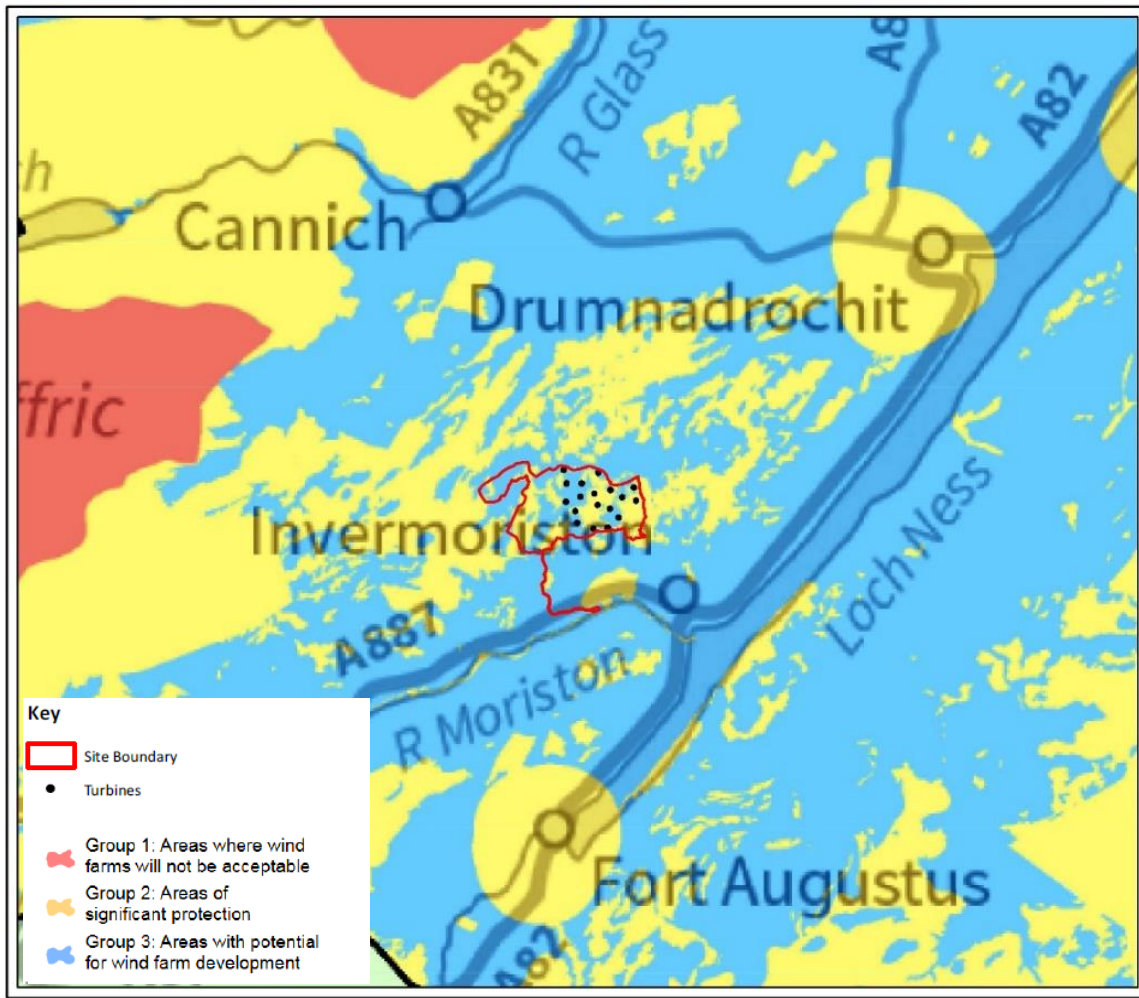 A831
R Glass
A8
A82
ch
Cannich
Drumnadrochit
ffric
Invermoriston
Loch Ness
A887
R Moriston
Fort Augustus
A82
Key
Site Boundary
Turbines
Group 1: Areas where wind
farms will not be acceptable
Group 2: Areas of
significant protection
Group 3: Areas with potential
for wind farm development